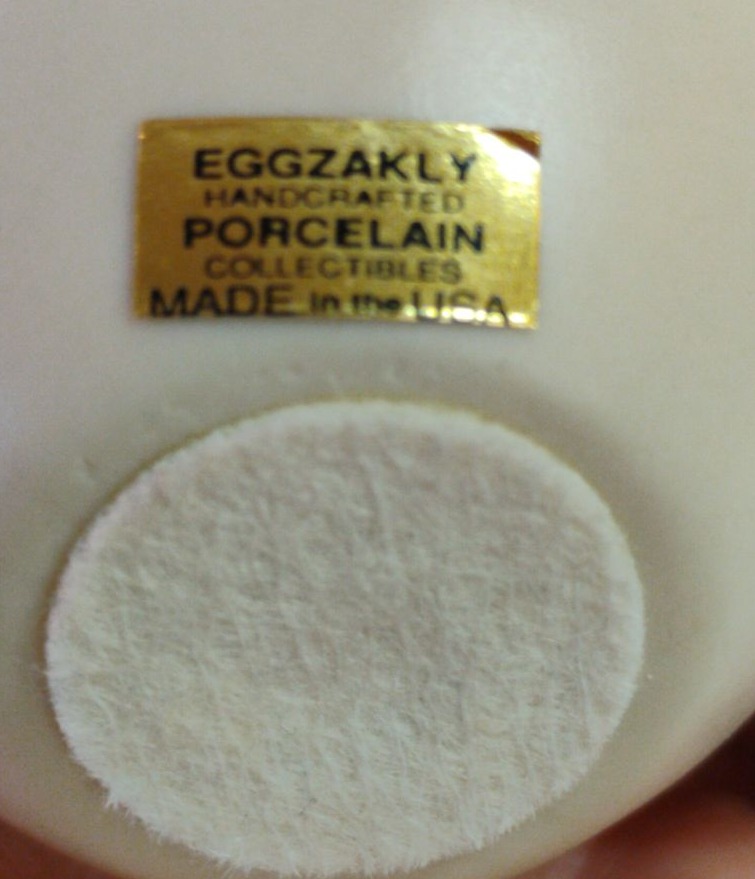 EGGZAKLY
HANDCRAFTED
PORCELAIN
COLLECTIBLES
MADE in the USA